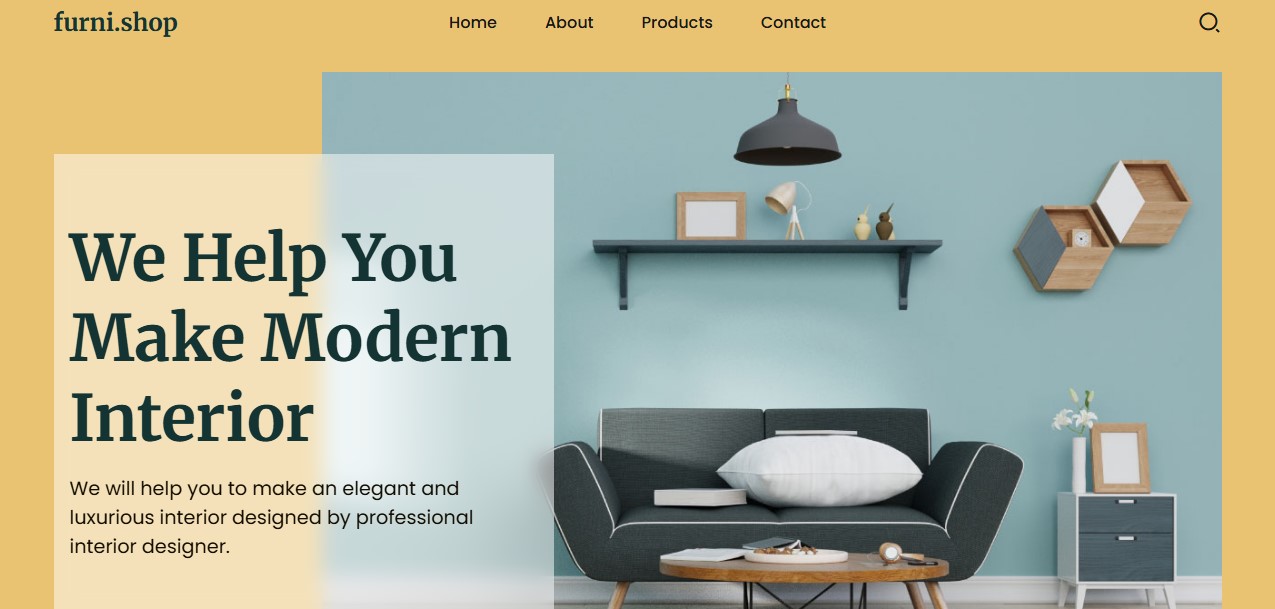 furni.shop
Home
About
Products
Contact
We Help You
Make Modern
Interior
We will help you to make an elegant and
luxurious interior designed by professional
interior designer.